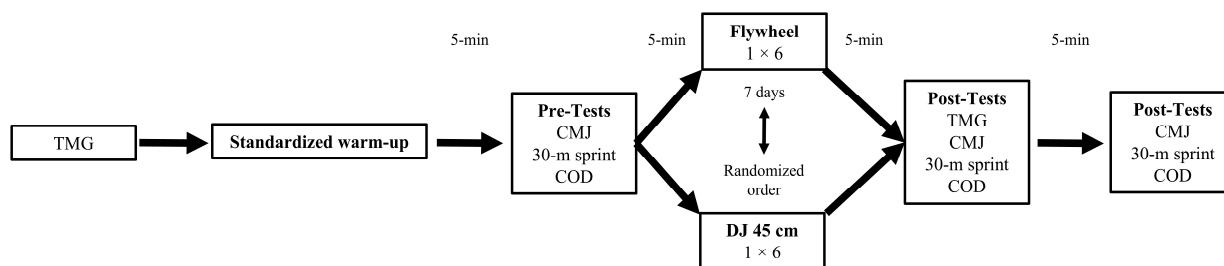 TMG
Standardized warm-up
5-min
Pre-Tests
CMJ
30-m sprint
COD
5-min
Flywheel
1 × 6
7 days
Randomized
order
DJ 45 cm
1 × 6
5-min
Post-Tests
TMG
CMJ
30-m sprint
COD
5-min
Post-Tests
CMJ
30-m sprint
COD